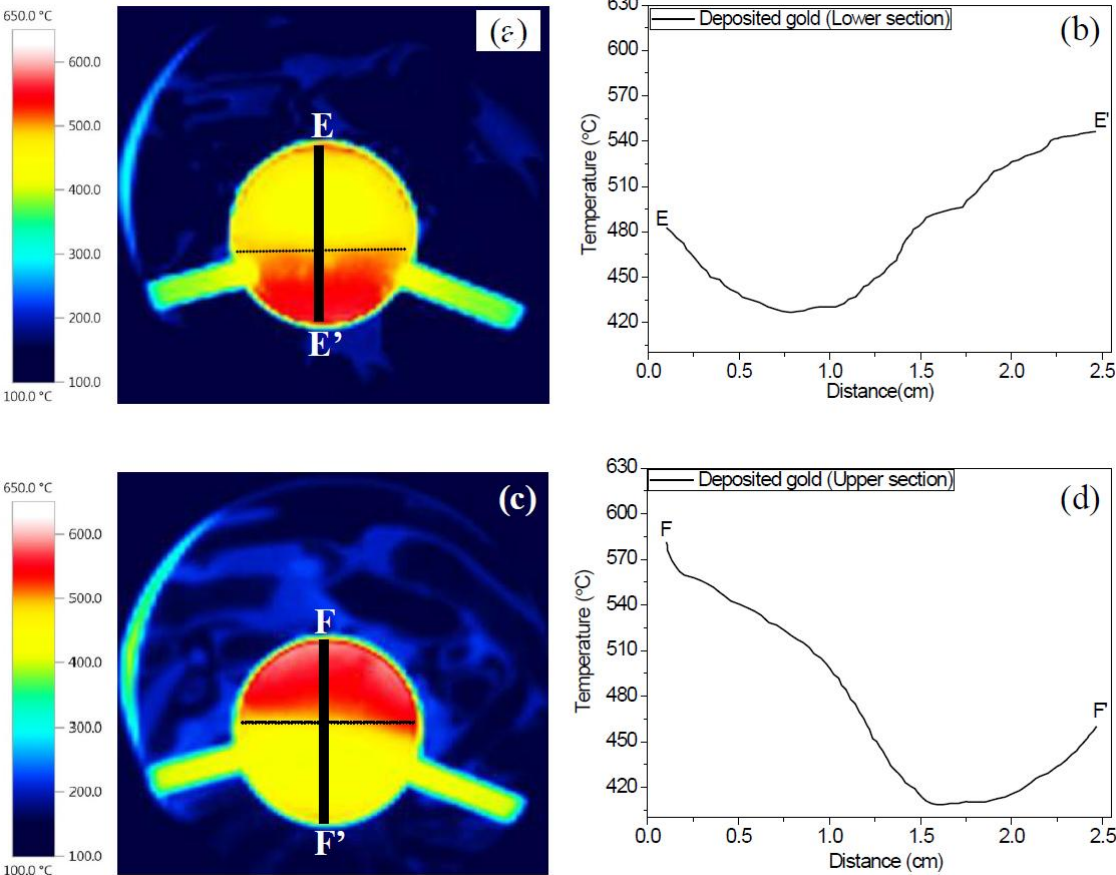 650.0 °C
600.0
500.0
400.0
300.0
200.0
100.0
100.0 °C
(a)
E
E’
630
600
570
540
510
480
450
420
Temperature (°C)
Deposited gold (Lower section)
(b)
E
E'
0.0 0.5 1.0 1.5 2.0 2.5
Distance(cm)
650.0 °C
600.0
500.0
400.0
300.0
200.0
100.0
100.0 °C
(c)
F
F’
630
600
570
540
510
480
450
420
Temperature (°C)
Deposited gold (Upper section)
(d)
F
F'
0.0 0.5 1.0 1.5 2.0 2.5
Distance (cm)